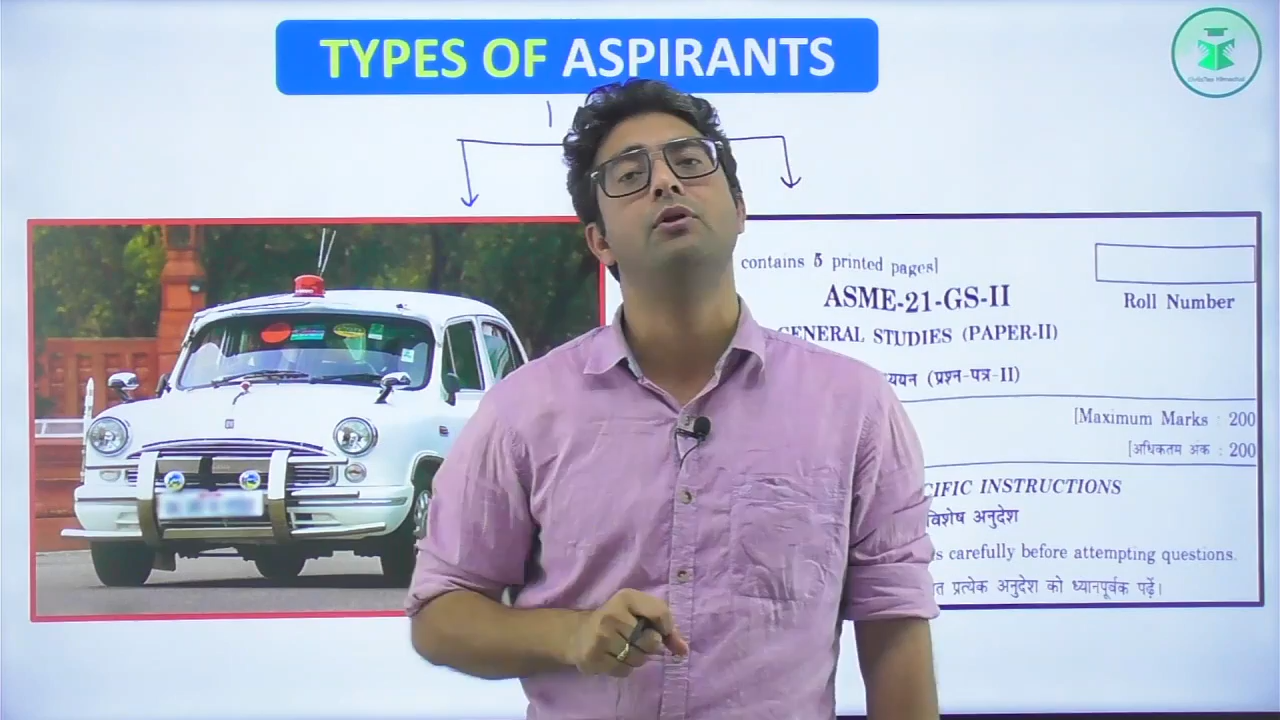 TYPES OF ASPIRANTS
contains 5 printed pages]
ASME-21-GS-II
Roll Number
GENERAL STUDIES (PAPER-II)
ययन (प्रश्न-पत्र-II)
[Maximum Marks : 200
[अधिकतम अंक : 200
CIFIC INSTRUCTIONS
विशेष अनुदेश
s carefully before attempting questions.
त प्रत्येक अनुदेश को ध्यानपूर्वक पढ़ें।